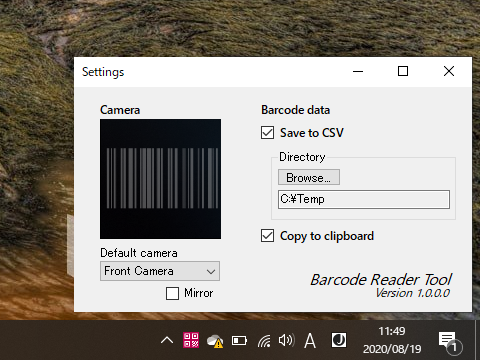 Settings
Camera
Default camera
Front Camera
Mirror
Barcode data
Save to CSV
Directory
Browse...
C:¥Temp
Copy to clipboard
Barcode Reader Tool
Version 1.0.0.0
A
J
11:49
2020/08/19
1